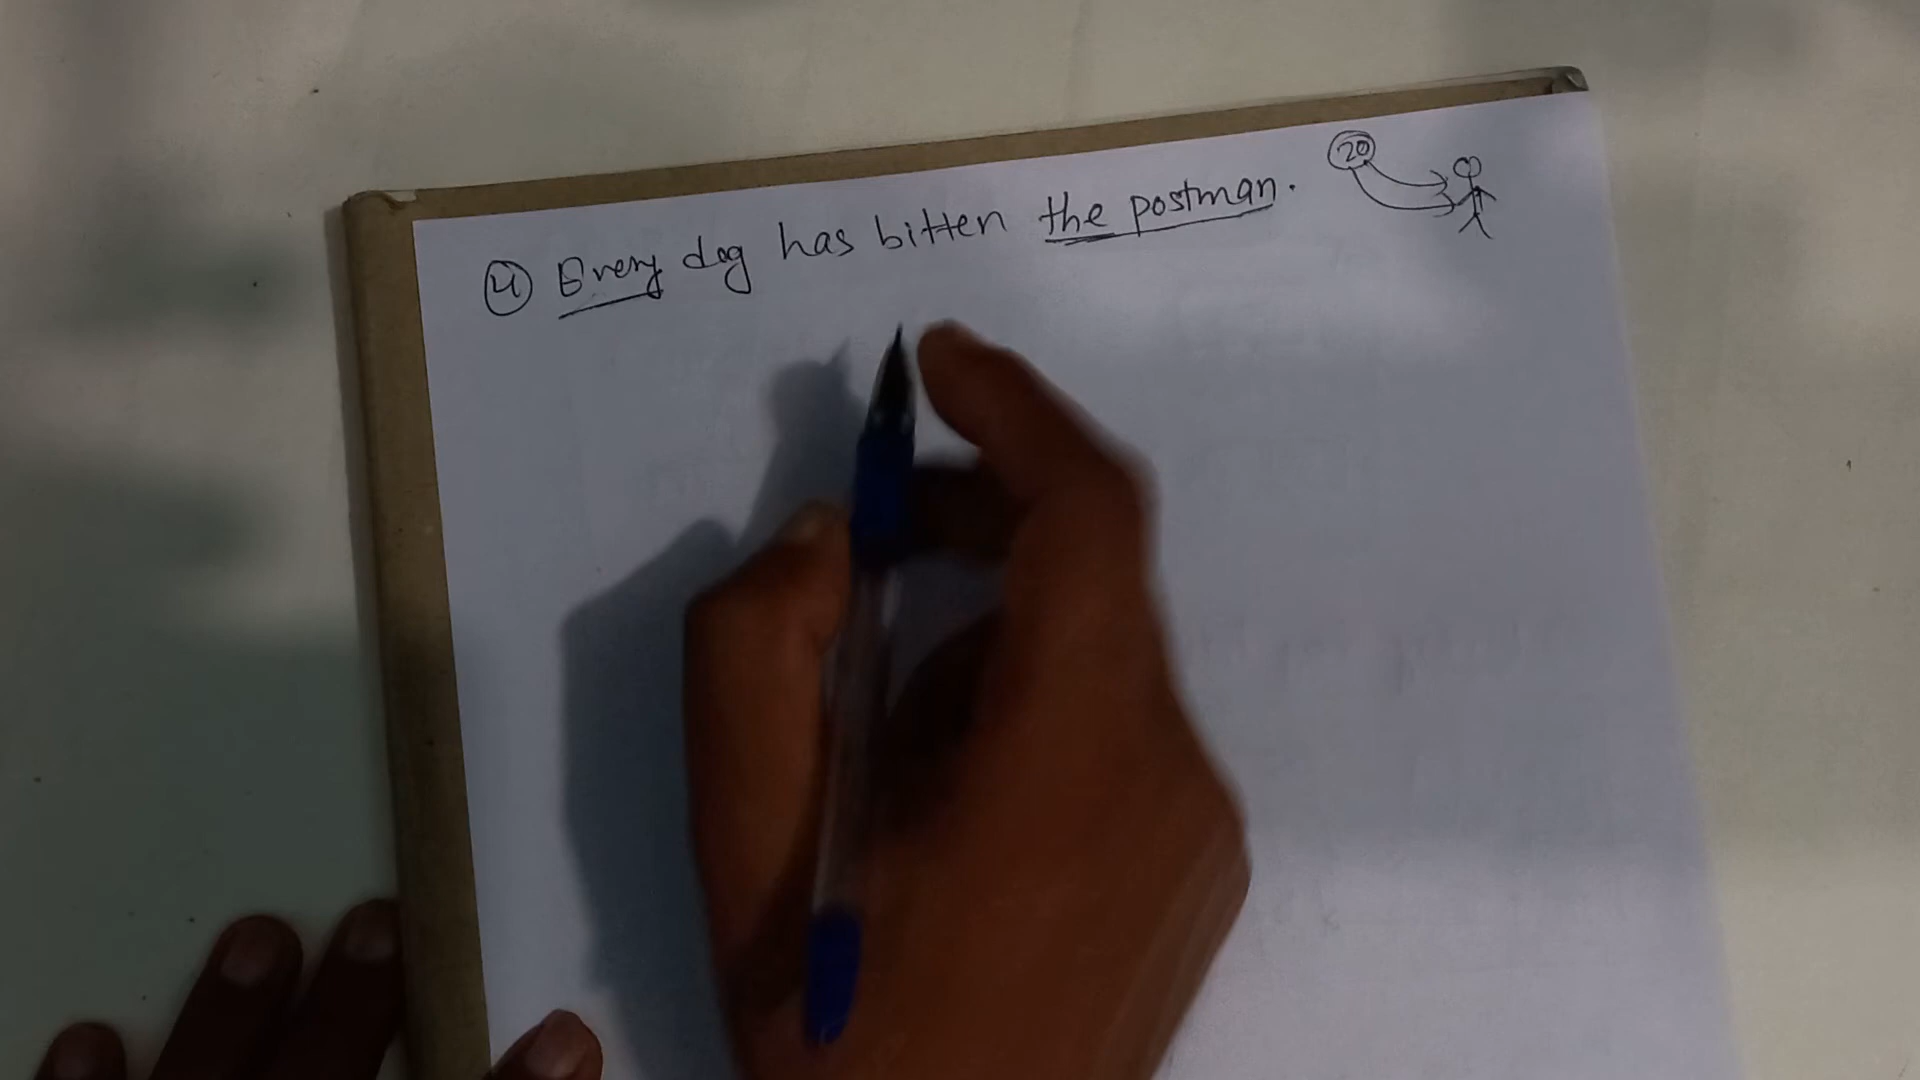 ④ Every dog has bitten the postman.
20